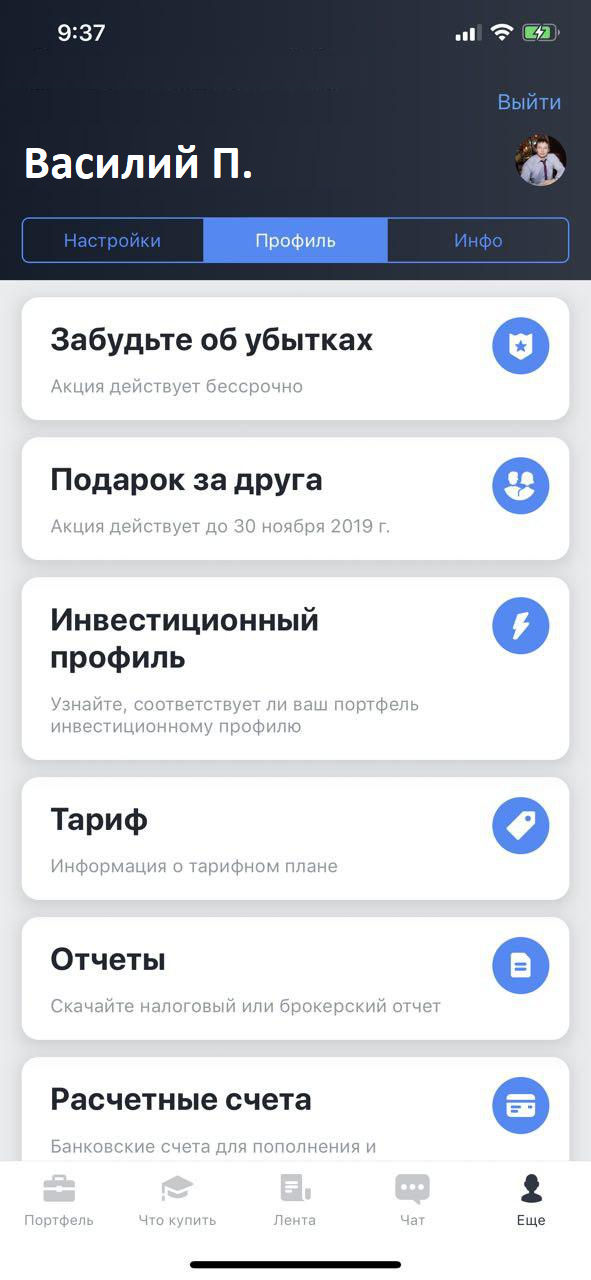 9:37
Выйти
Василий П.
Настройки
Профиль
Инфо
Забудьте об убытках
Акция действует бессрочно
Подарок за друга
Акция действует до 30 ноября 2019 г.
Инвестиционный
профиль
Узнайте, соответствует ли ваш портфель
инвестиционному профилю
Тариф
Информация о тарифном плане
Отчеты
Скачайте налоговый или брокерский отчет
Расчетные счета
Банковские счета для пополнения и
Портфель
Что купить
Лента
Чат
Еще